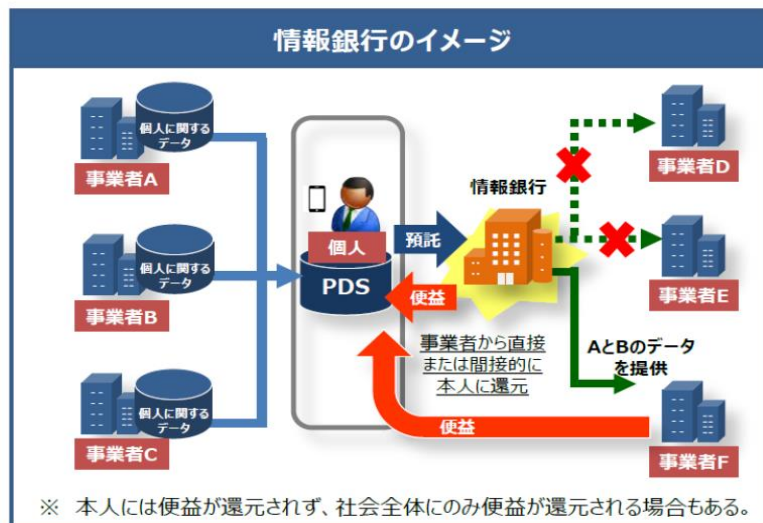 情報銀行のイメージ
個人に関する
データ
事業者A
個人に関する
データ
事業者B
個人に関する
データ
事業者C
個人
PDS
預託
便益
情報銀行
事業者から直接
または間接的に
本人に還元
便益
AとBのデータ
を提供
事業者D
事業者E
事業者F
※ 本人には便益が還元されず、社会全体にのみ便益が還元される場合もある。